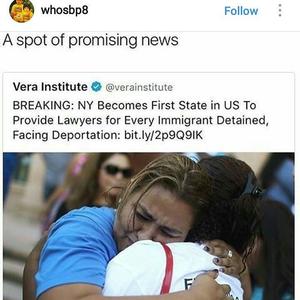 whosbp8
Follow
A spot of promising news
Vera Institute @verainstitute
BREAKING: NY Becomes First State in US To
Provide Lawyers for Every Immigrant Detained,
Facing Deportation: bit.ly/2p9Q9IK